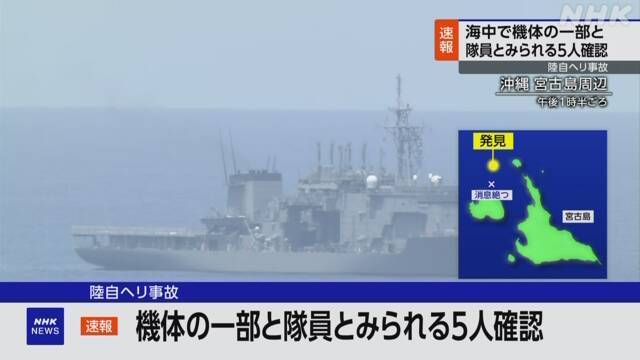 NHK
速報
海中で機体の一部と
隊員とみられる5人確認
陸自ヘリ事故
沖縄 宮古島周辺
午後1時半ごろ
発見
消息絶つ
宮古島
陸自ヘリ事故
NHK
NEWS
速報
機体の一部と隊員とみられる5人確認